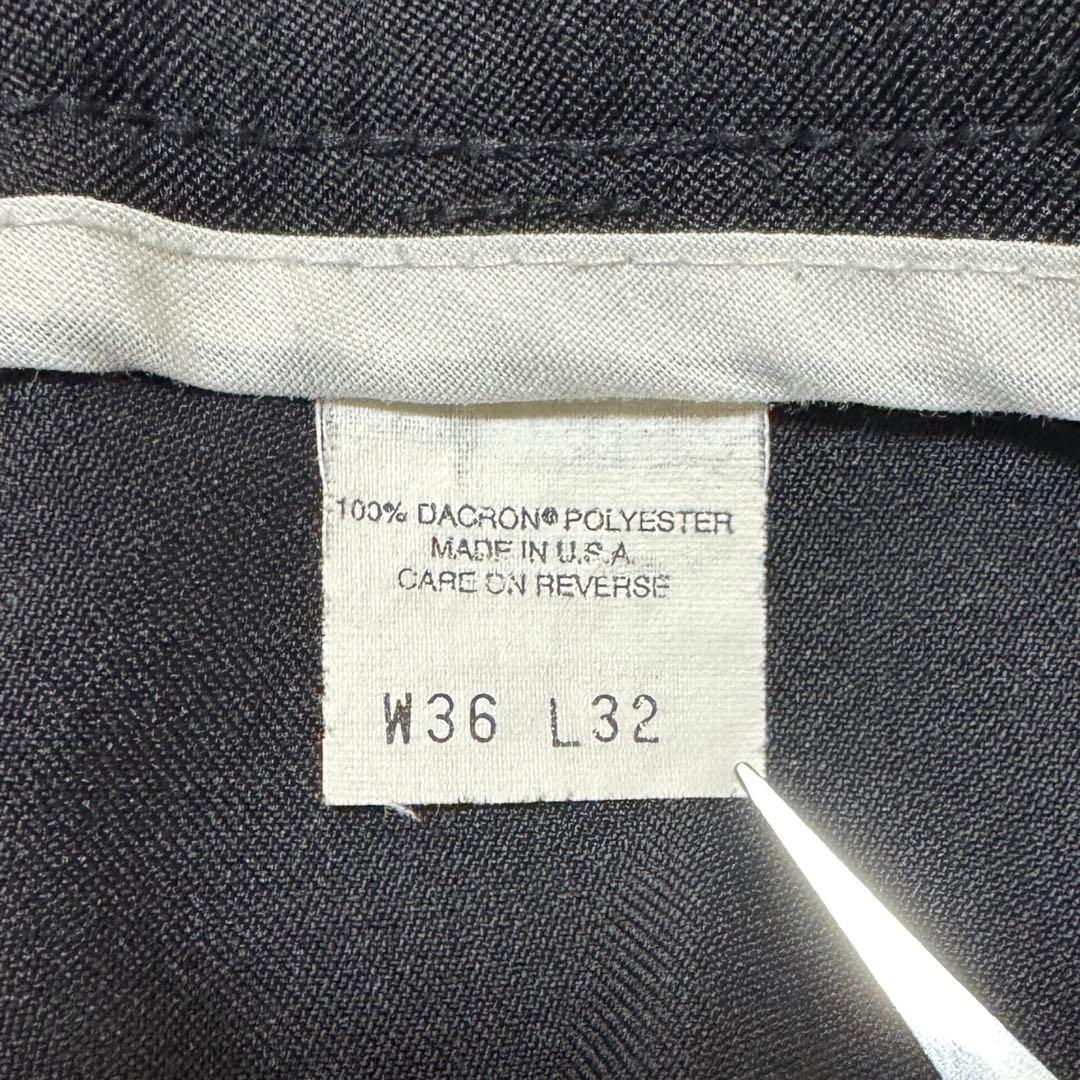 100% DACRON® POLYESTER
MADE IN U.S.A.
CARE ON REVERSE
W36 L32